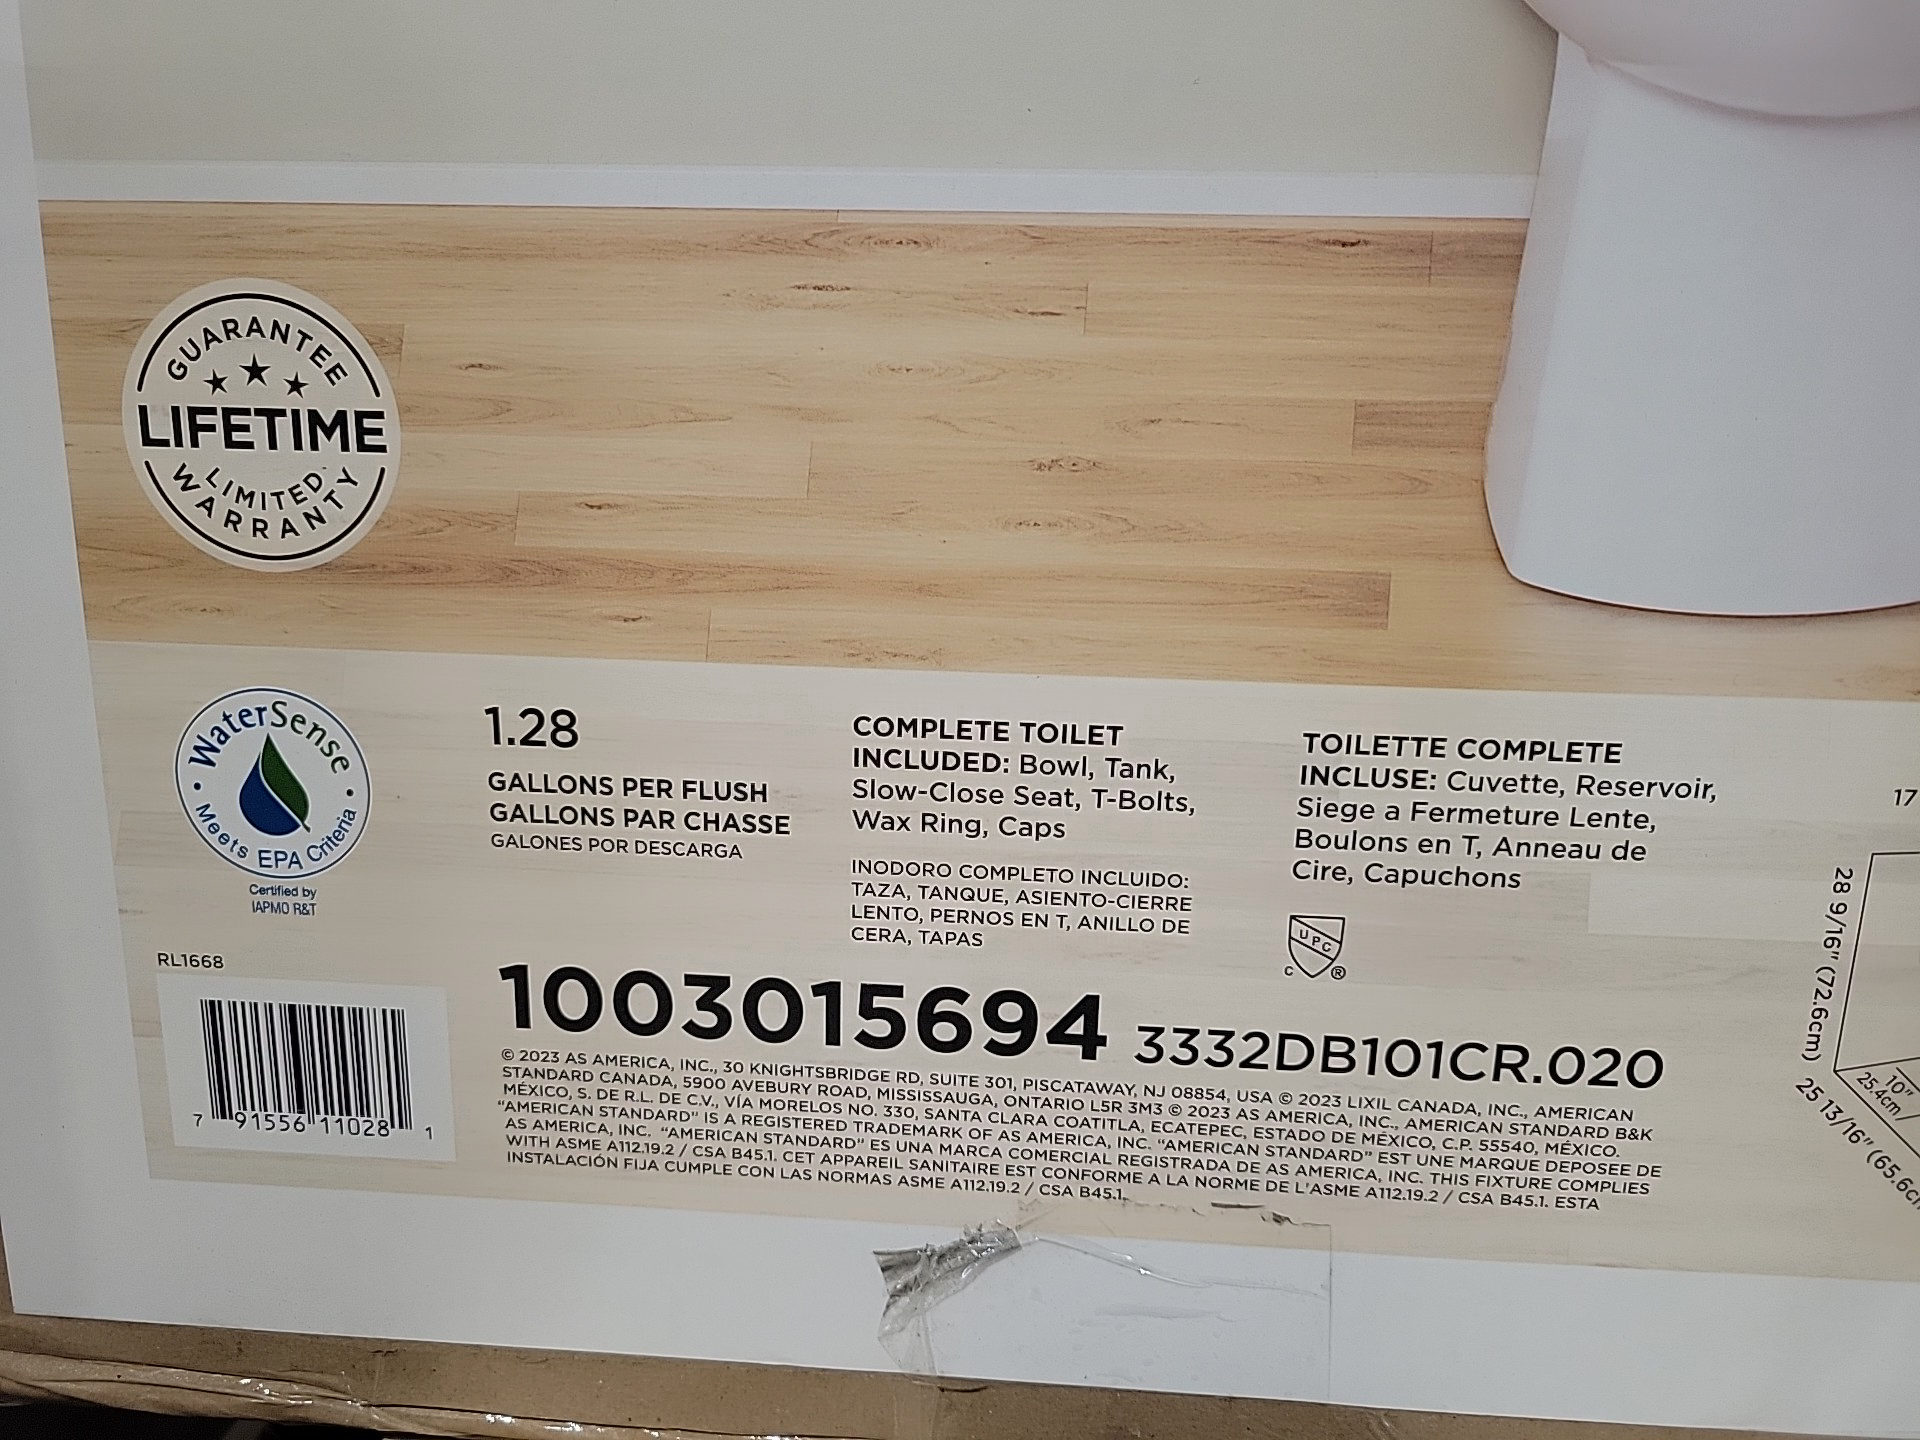 GUARANTEE
LIFETIME
LIMITED
WARRANTY
WaterSense
Meets EPA Criteria
Certified by
IAPMO R&T
1.28
GALLONS PER FLUSH
GALLONS PAR CHASSE
GALONES POR DESCARGA
COMPLETE TOILET
INCLUDED: Bowl, Tank,
Slow-Close Seat, T-Bolts,
Wax Ring, Caps
INODORO COMPLETO INCLUIDO:
TAZA, TANQUE, ASIENTO-CIERRE
LENTO, PERNOS EN T, ANILLO DE
CERA, TAPAS
TOILETTE COMPLETE
INCLUSE: Cuvette, Reservoir,
Siege a Fermeture Lente,
Boulons en T, Anneau de
Cire, Capuchons
UPC
C ®
17
28 9/16" (72.6cm)
10"
25.4cm
25 13/16" (65.6c
RL1668
7 91556 11028 1
1003015694 3332DB101CR.020
© 2023 AS AMERICA, INC., 30 KNIGHTSBRIDGE RD, SUITE 301, PISCATAWAY, NJ 08854, USA © 2023 LIXIL CANADA, INC., AMERICAN
STANDARD CANADA, 5900 AVEBURY ROAD, MISSISSAUGA, ONTARIO L5R 3M3 © 2023 AS AMERICA, INC., AMERICAN STANDARD B&K
MÉXICO, S. DE R.L. DE C.V., VÍA MORELOS NO. 330, SANTA CLARA COATITLA, ECATEPEC, ESTADO DE MÉXICO, C.P. 55540, MÉXICO.
"AMERICAN STANDARD" IS A REGISTERED TRADEMARK OF AS AMERICA, INC. "AMERICAN STANDARD" EST UNE MARQUE DEPOSEE DE
AS AMERICA, INC. "AMERICAN STANDARD" ES UNA MARCA COMERCIAL REGISTRADA DE AS AMERICA, INC. THIS FIXTURE COMPLIES
WITH ASME A112.19.2 / CSA B45.1. CET APPAREIL SANITAIRE EST CONFORME A LA NORME DE L'ASME A112.19.2 / CSA B45.1. ESTA
INSTALACIÓN FIJA CUMPLE CON LAS NORMAS ASME A112.19.2 / CSA B45.1.